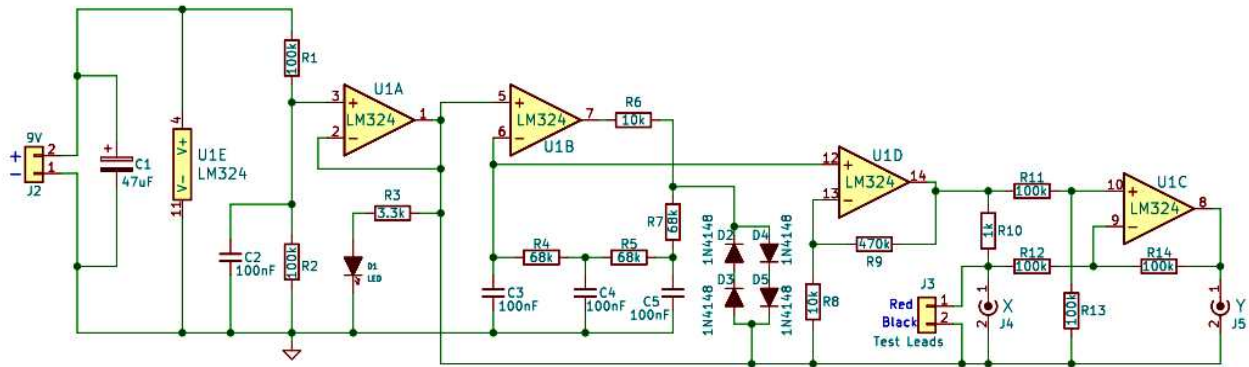 9V
+
-
2
1
J2
+
C1
47uF
4
V+
V-
11
U1E
LM324
100k
R1
C2
100nF
100k
R2
3
2
+
-
U1A
LM324
1
R3
3.3k
D1
LED
5
6
+
-
LM324
U1B
7
R6
10k
R7
68k
R4
68k
R5
68k
C3
100nF
C4
100nF
C5
100nF
D2
1N4148
D4
1N4148
D3
1N4148
D5
1N4148
12
13
+
-
U1D
LM324
14
470k
R9
10k
R8
R11
100k
1k
R10
R12
100k
J3
Red
Black
1
2
Test Leads
1
2
X
J4
100k
R13
10
9
+
-
U1C
LM324
8
R14
100k
1
2
Y
J5